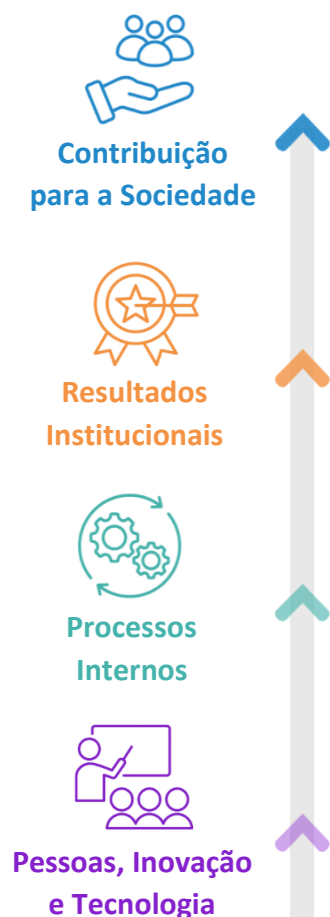 Contribuição
para a Sociedade
Resultados
Institucionais
Processos
Internos
Pessoas, Inovação
e Tecnologia